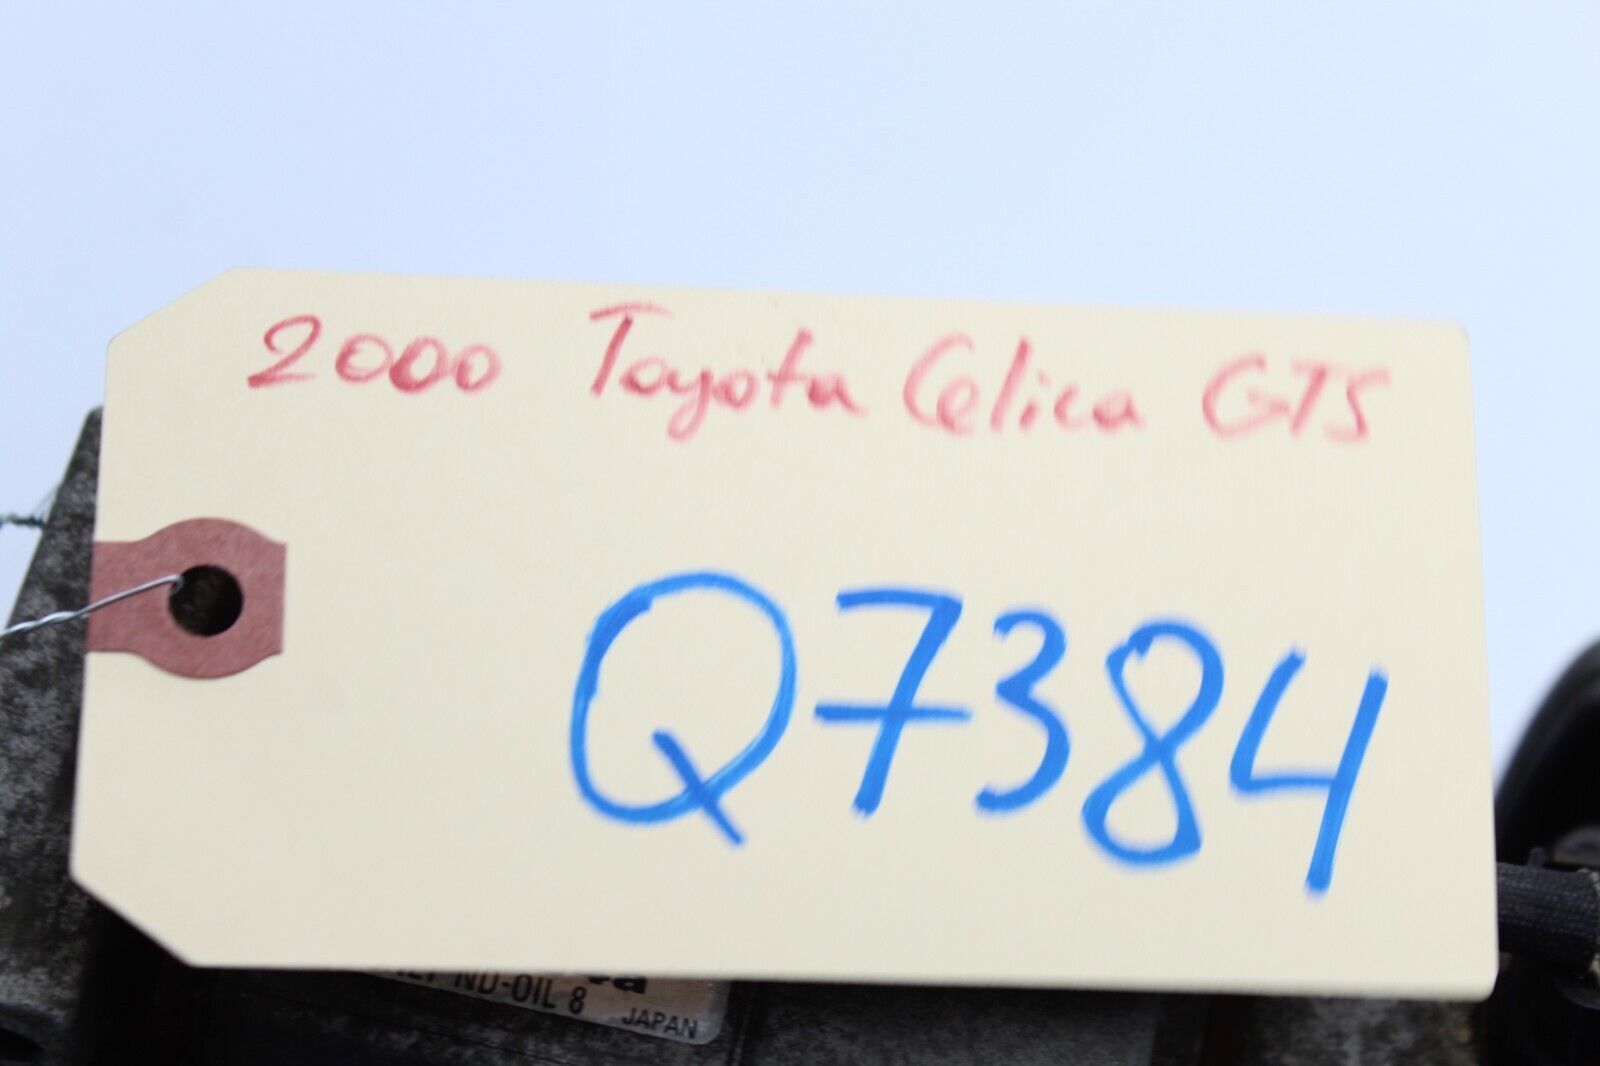 2000 Toyota Celica GTS
Q7384
ND-OIL 8
JAPAN